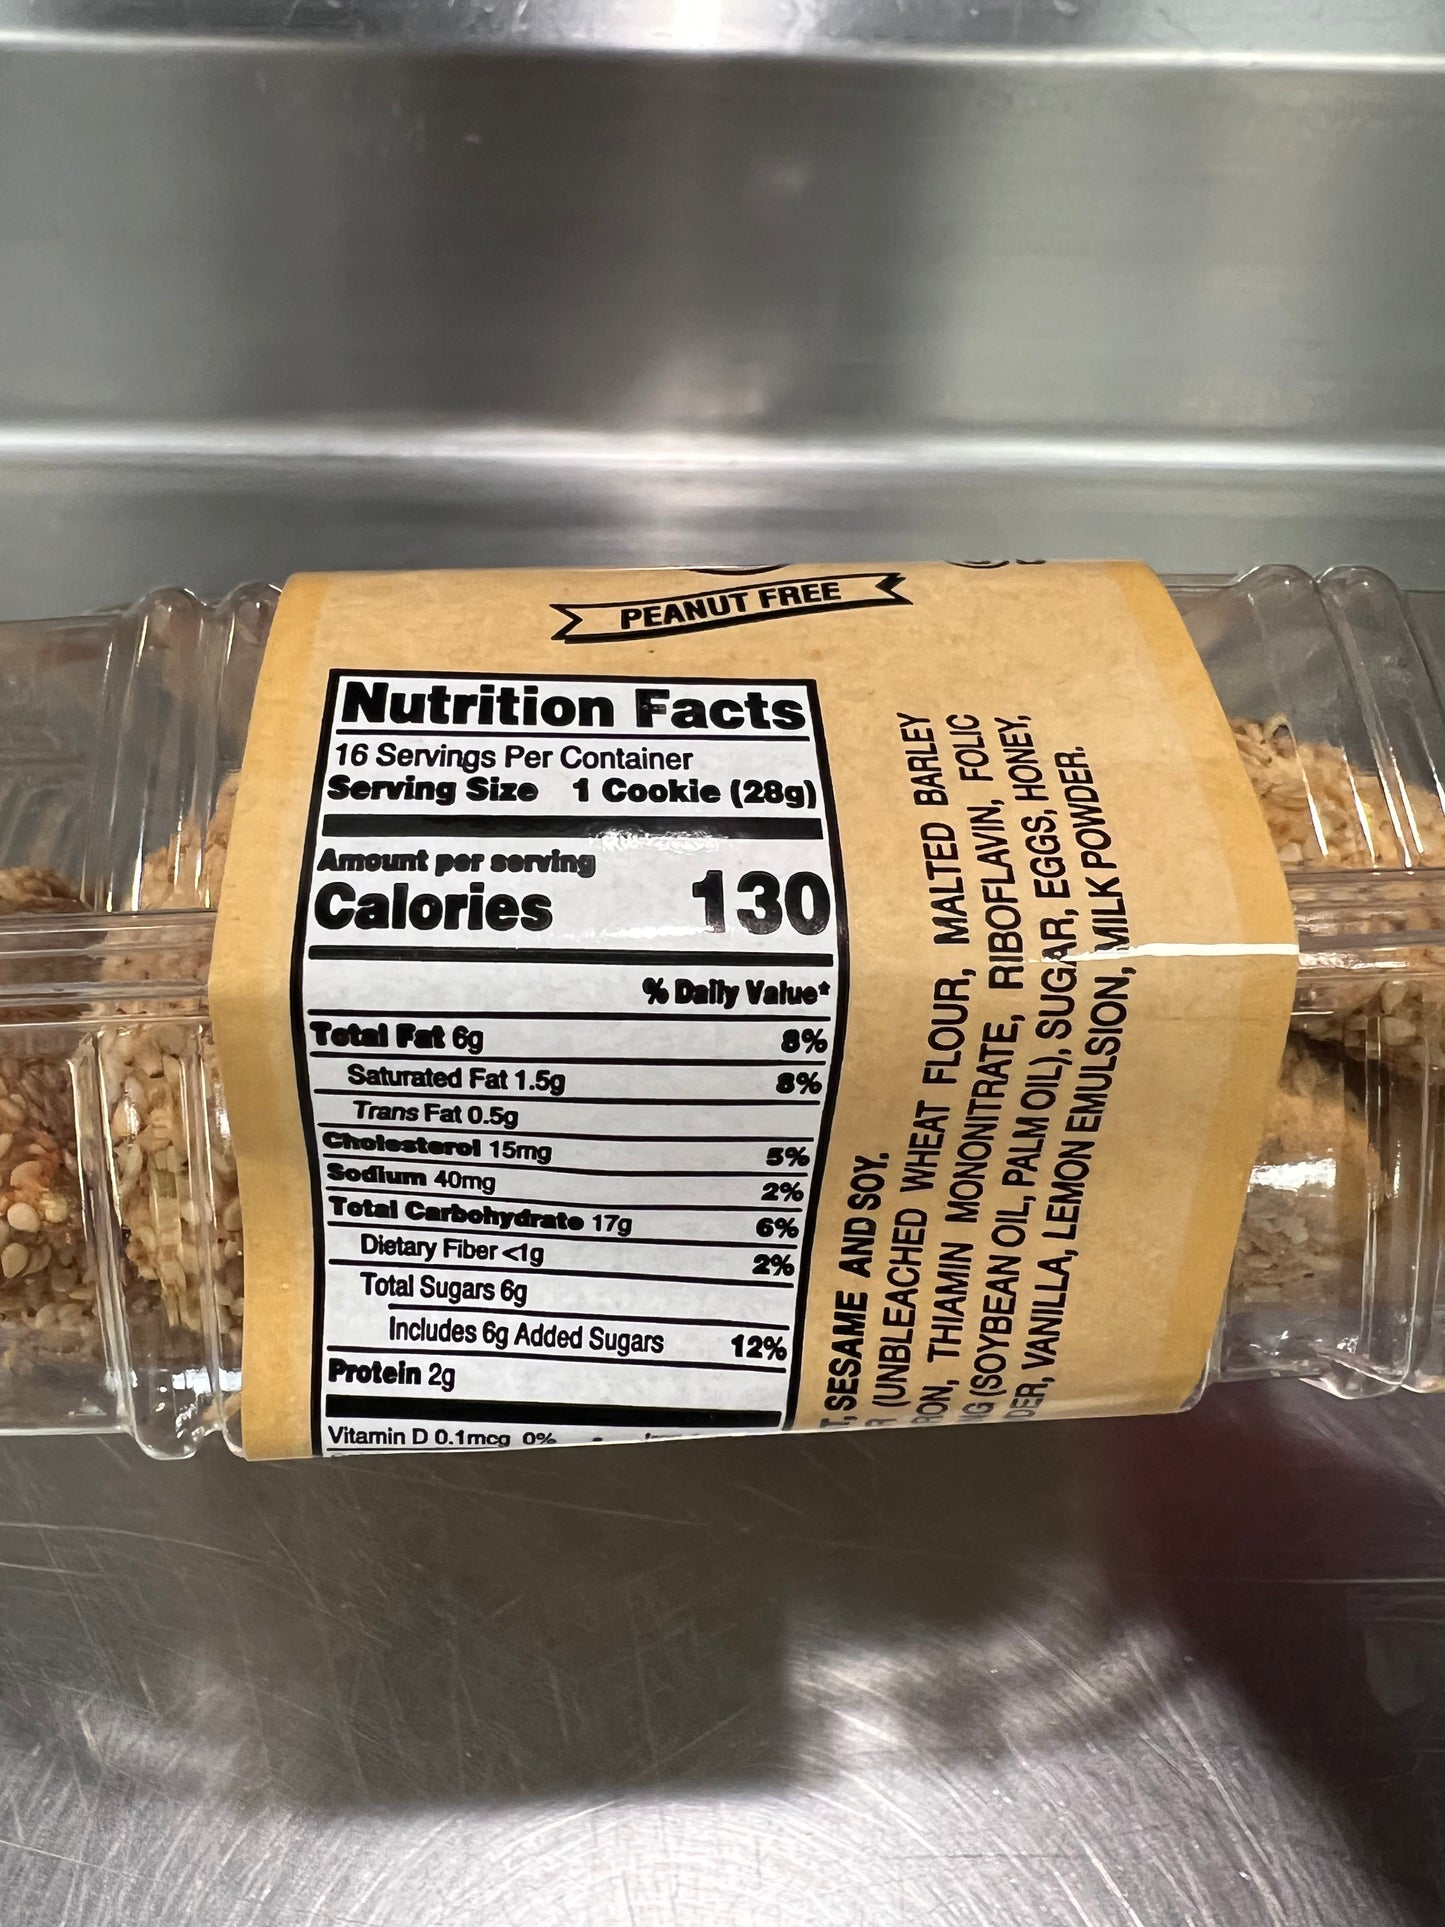 PEANUT FREE
Nutrition Facts
16 Servings Per Container
Serving Size 1 Cookie (28g)
Amount per serving
Calories 130
% Daily Value*
Total Fat 6g 8%
Saturated Fat 1.5g 8%
Trans Fat 0.5g
Cholesterol 15mg 5%
Sodium 40mg 2%
Total Carbohydrate 17g 6%
Dietary Fiber <1g 2%
Total Sugars 6g
Includes 6g Added Sugars 12%
Protein 2g
Vitamin D 0.1mcg 0%
SESAME AND SOY.
(UNBLEACHED WHEAT FLOUR, MALTED BARLEY
THIAMIN MONONITRATE, RIBOFLAVIN, FOLIC
(SOYBEAN OIL, PALM OIL), SUGAR, EGGS, HONEY,
VANILLA, LEMON EMULSION, MILK POWDER.